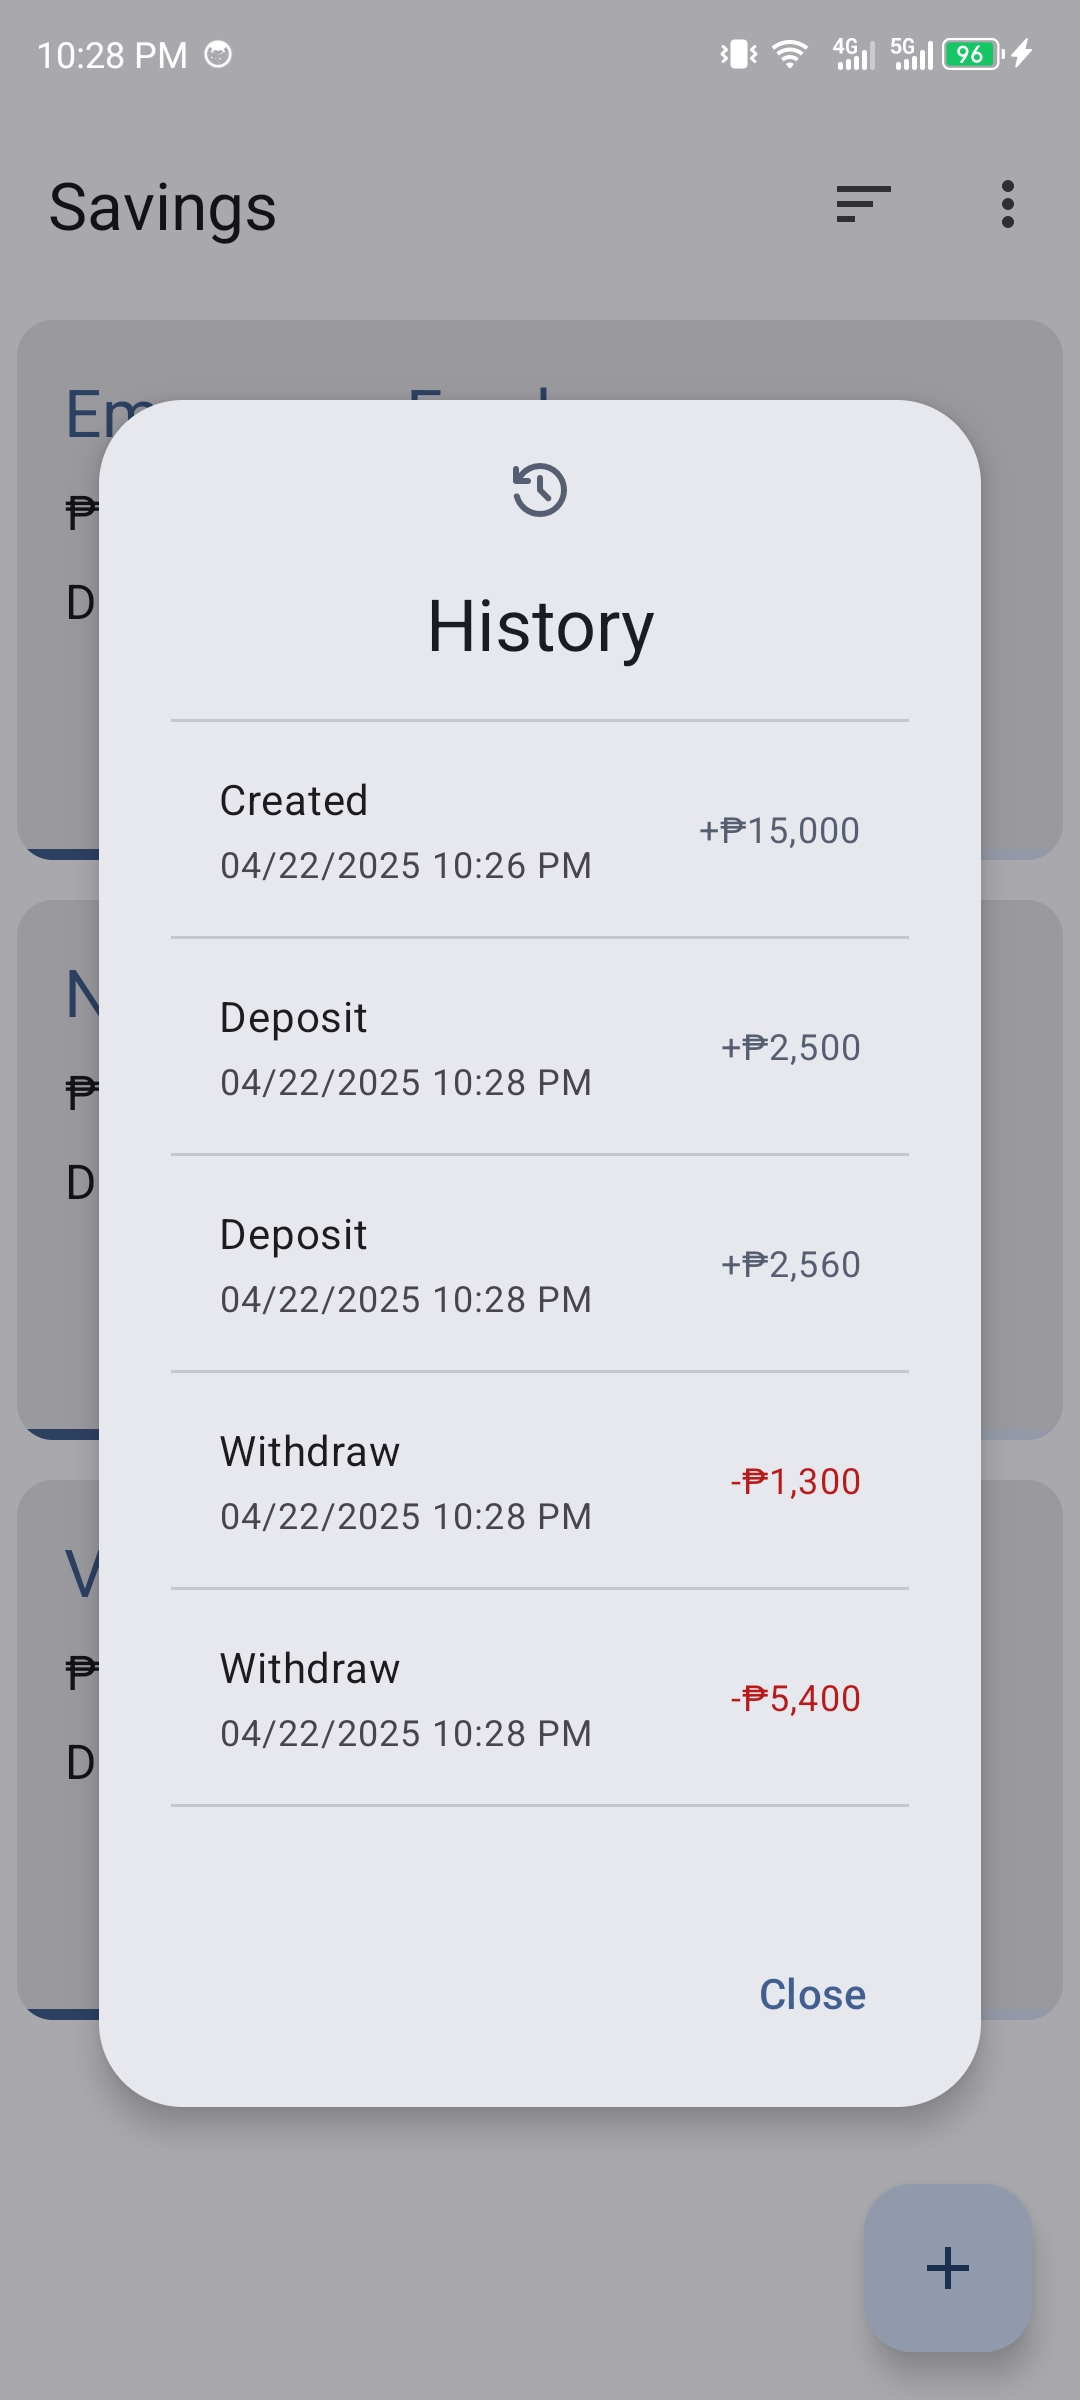 10:28 PM
4G
5G
96
Savings
₱
D
History
Created
+₱15,000
04/22/2025 10:26 PM
Deposit
+₱2,500
04/22/2025 10:28 PM
Deposit
+₱2,560
04/22/2025 10:28 PM
Withdraw
-₱1,300
04/22/2025 10:28 PM
Withdraw
-₱5,400
04/22/2025 10:28 PM
₱
D
₱
D
Close